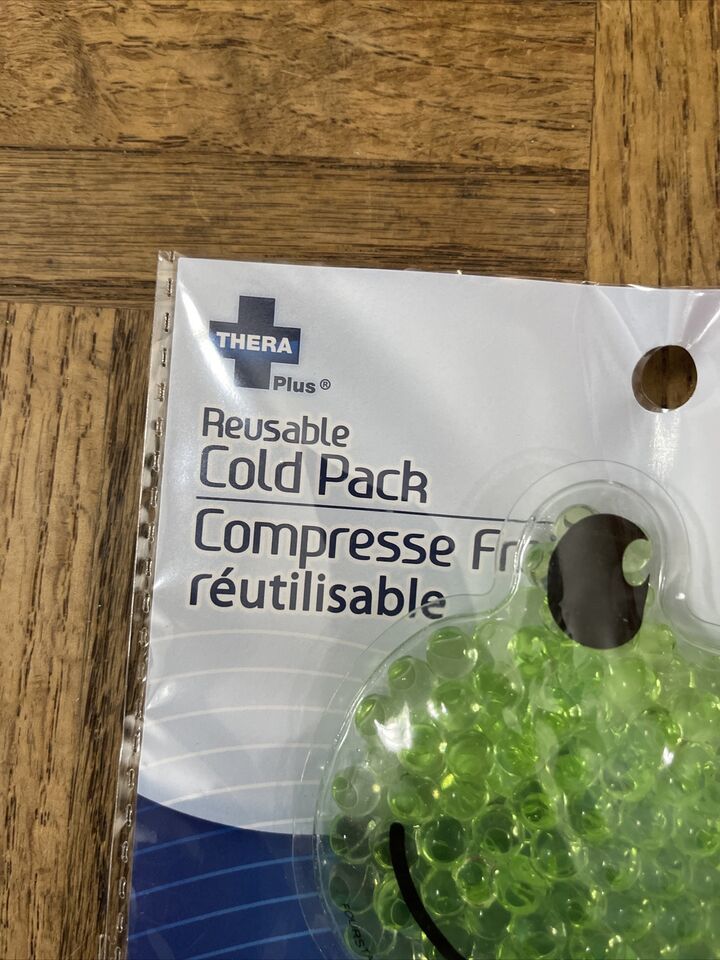 THERA
Plus®
Reusable
Cold Pack
Compresse Fr
réutilisable